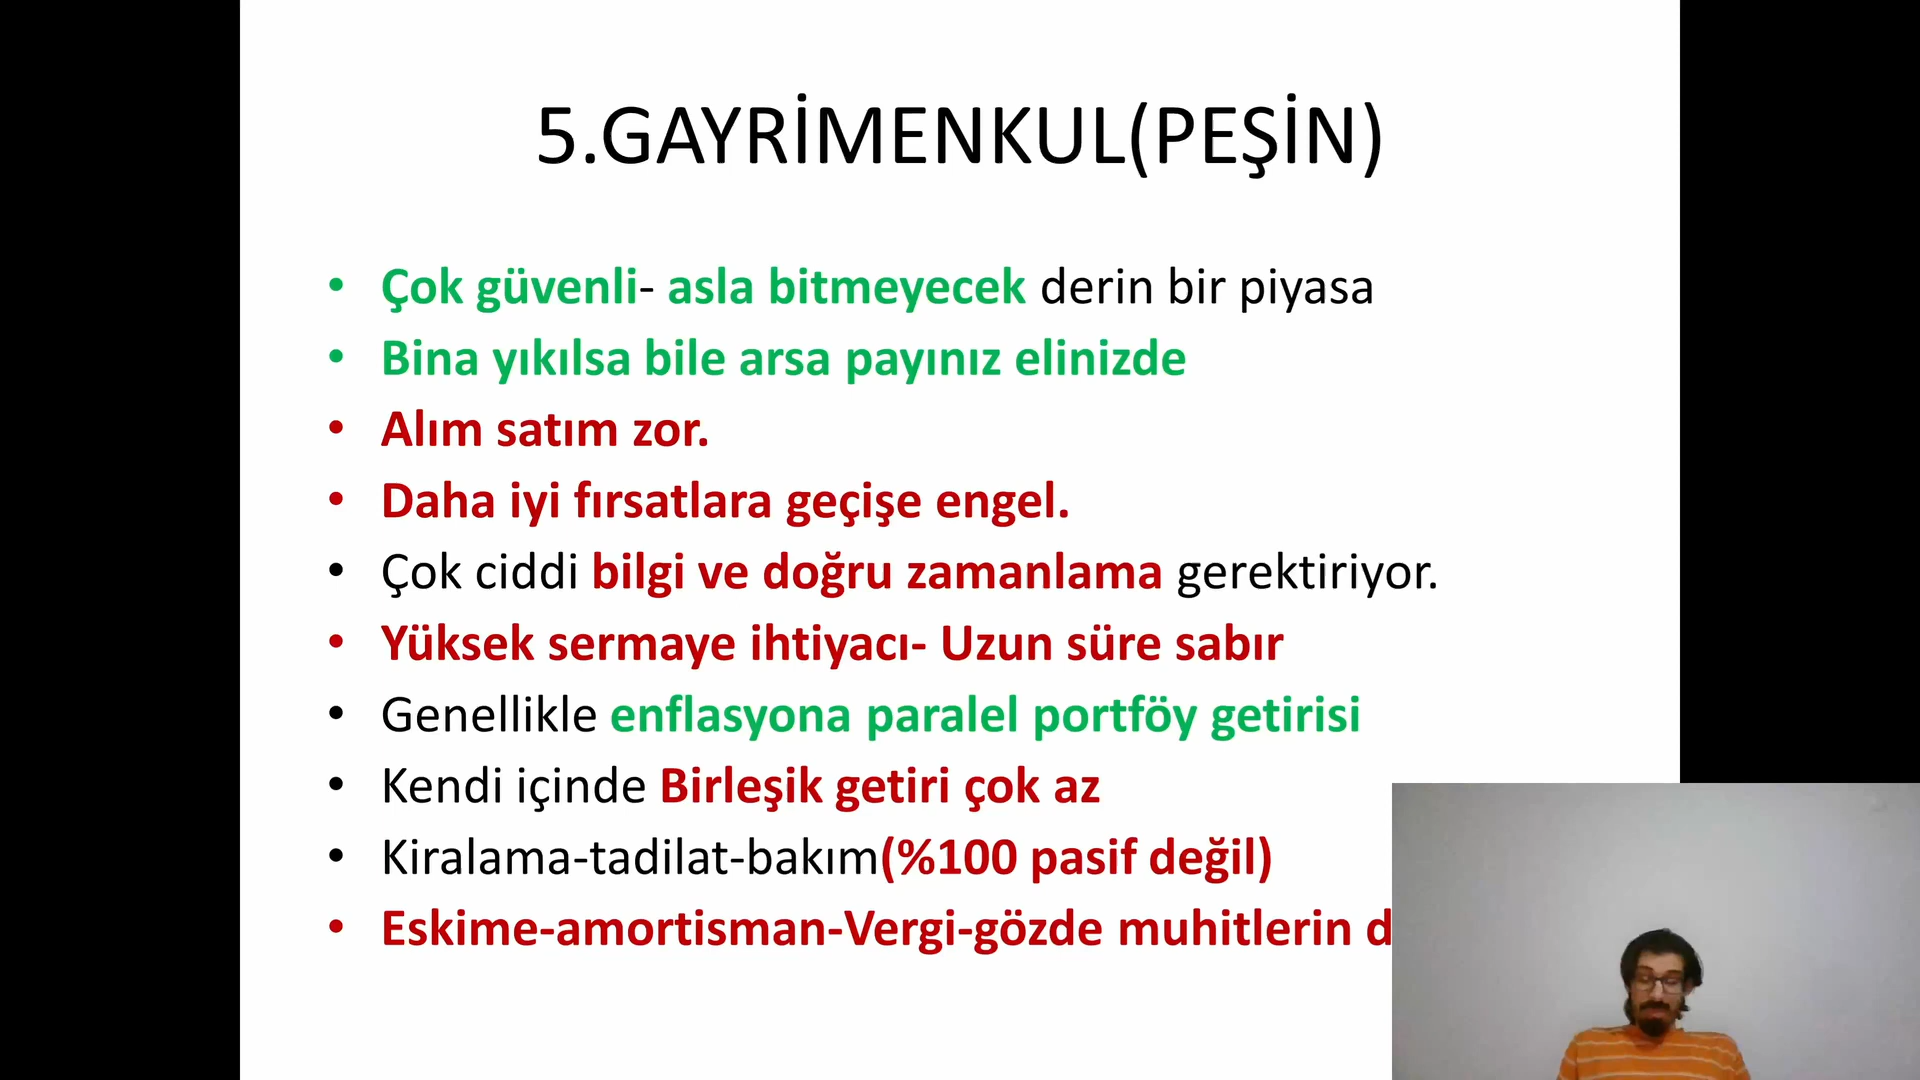 5.GAYRİMENKUL(PEŞİN)
• Çok güvenli- asla bitmeyecek derin bir piyasa
• Bina yıkılsa bile arsa payınız elinizde
• Alım satım zor.
• Daha iyi fırsatlara geçişe engel.
• Çok ciddi bilgi ve doğru zamanlama gerektiriyor.
• Yüksek sermaye ihtiyacı- Uzun süre sabır
• Genellikle enflasyona paralel portföy getirisi
• Kendi içinde Birleşik getiri çok az
• Kiralama-tadilat-bakım(%100 pasif değil)
• Eskime-amortisman-Vergi-gözde muhitlerin